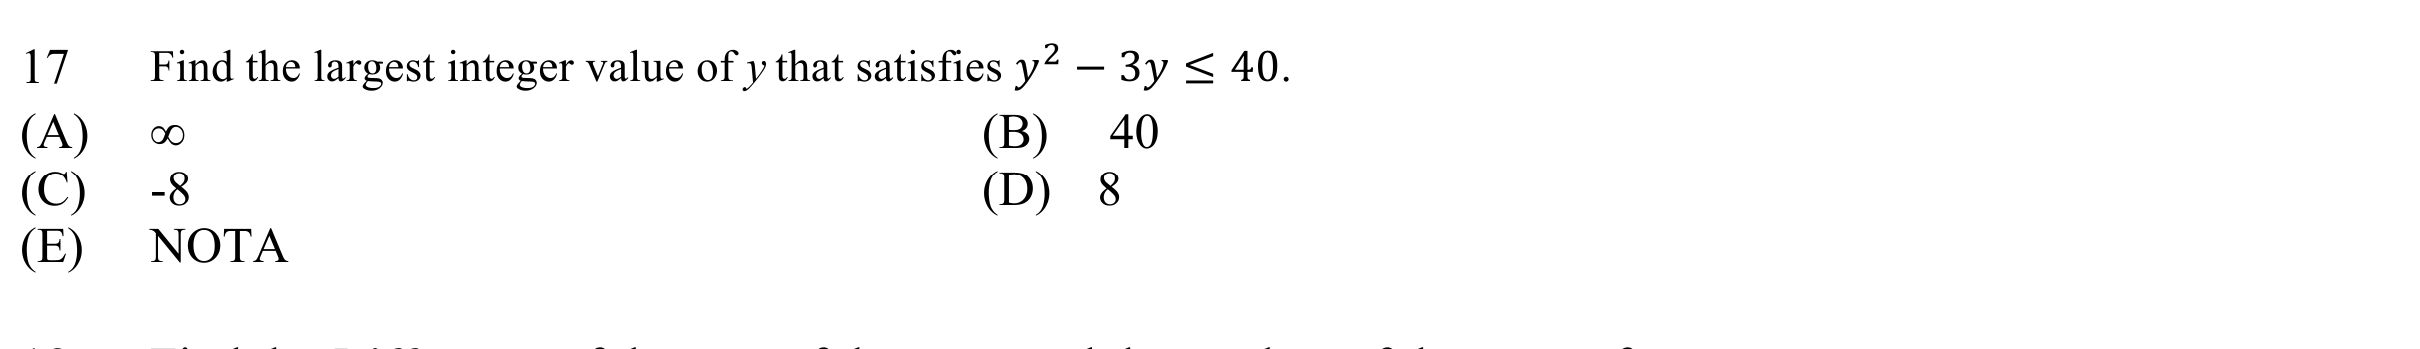 17 Find the largest integer value of y that satisfies y² − 3y ≤ 40.
(A) ∞ (B) 40
(C) -8 (D) 8
(E) NOTA